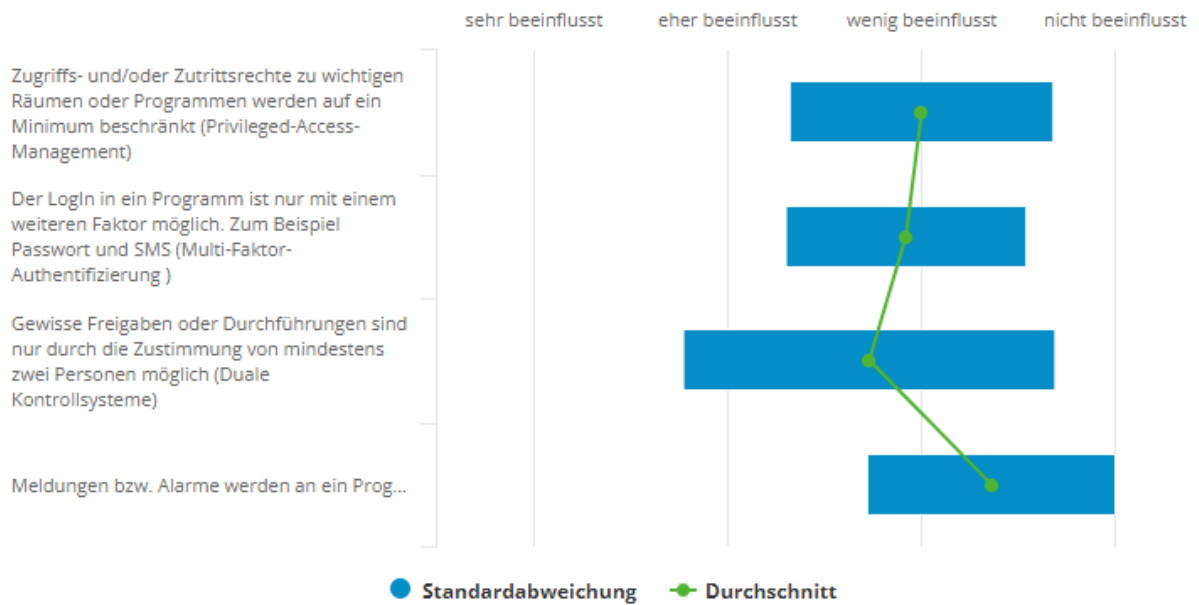 sehr beeinflusst eher beeinflusst wenig beeinflusst nicht beeinflusst
Zugriffs- und/oder Zutrittsrechte zu wichtigen
Räumen oder Programmen werden auf ein
Minimum beschränkt (Privileged-Access-
Management)
Der LogIn in ein Programm ist nur mit einem
weiteren Faktor möglich. Zum Beispiel
Passwort und SMS (Multi-Faktor-
Authentifizierung )
Gewisse Freigaben oder Durchführungen sind
nur durch die Zustimmung von mindestens
zwei Personen möglich (Duale
Kontrollsysteme)
Meldungen bzw. Alarme werden an ein Prog...
Standardabweichung Durchschnitt